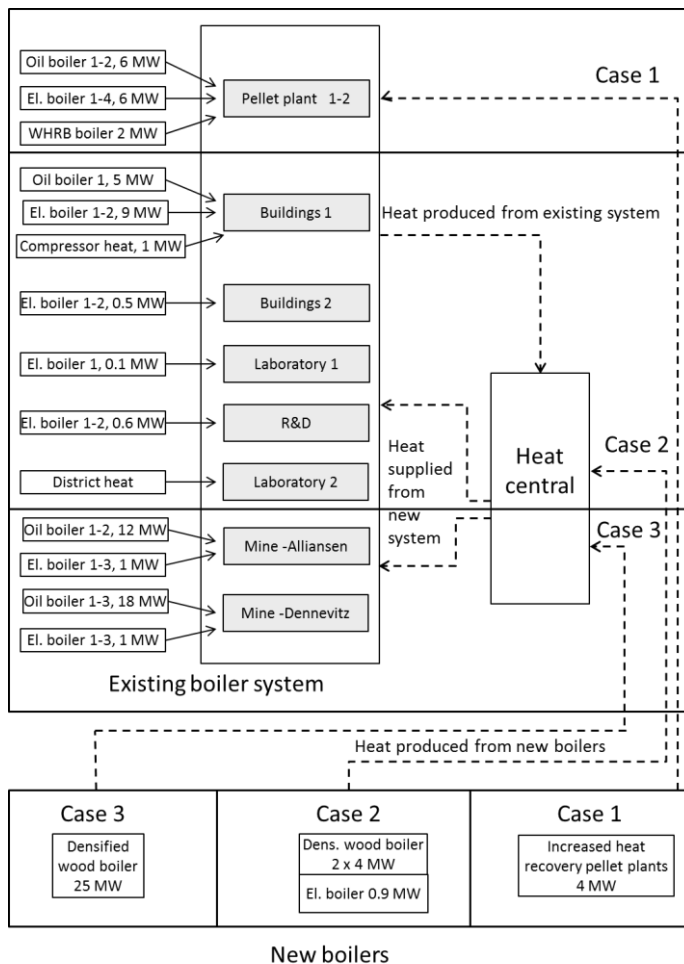 Oil boiler 1-2, 6 MW
El. boiler 1-4, 6 MW
WHRB boiler 2 MW
Pellet plant 1-2
Case 1
Oil boiler 1, 5 MW
El. boiler 1-2, 9 MW
Compressor heat, 1 MW
Buildings 1
Heat produced from existing system
El. boiler 1-2, 0.5 MW
Buildings 2
El. boiler 1, 0.1 MW
Laboratory 1
El. boiler 1-2, 0.6 MW
R&D
District heat
Laboratory 2
Heat
supplied
from
new
system
Heat
central
Case 2
Case 3
Oil boiler 1-2, 12 MW
El. boiler 1-3, 1 MW
Mine -Alliansen
Oil boiler 1-3, 18 MW
El. boiler 1-3, 1 MW
Mine -Dennevitz
Existing boiler system
Heat produced from new boilers
Case 3
Densified
wood boiler
25 MW
Case 2
Dens. wood boiler
2 x 4 MW
El. boiler 0.9 MW
Case 1
Increased heat
recovery pellet plants
4 MW
New boilers